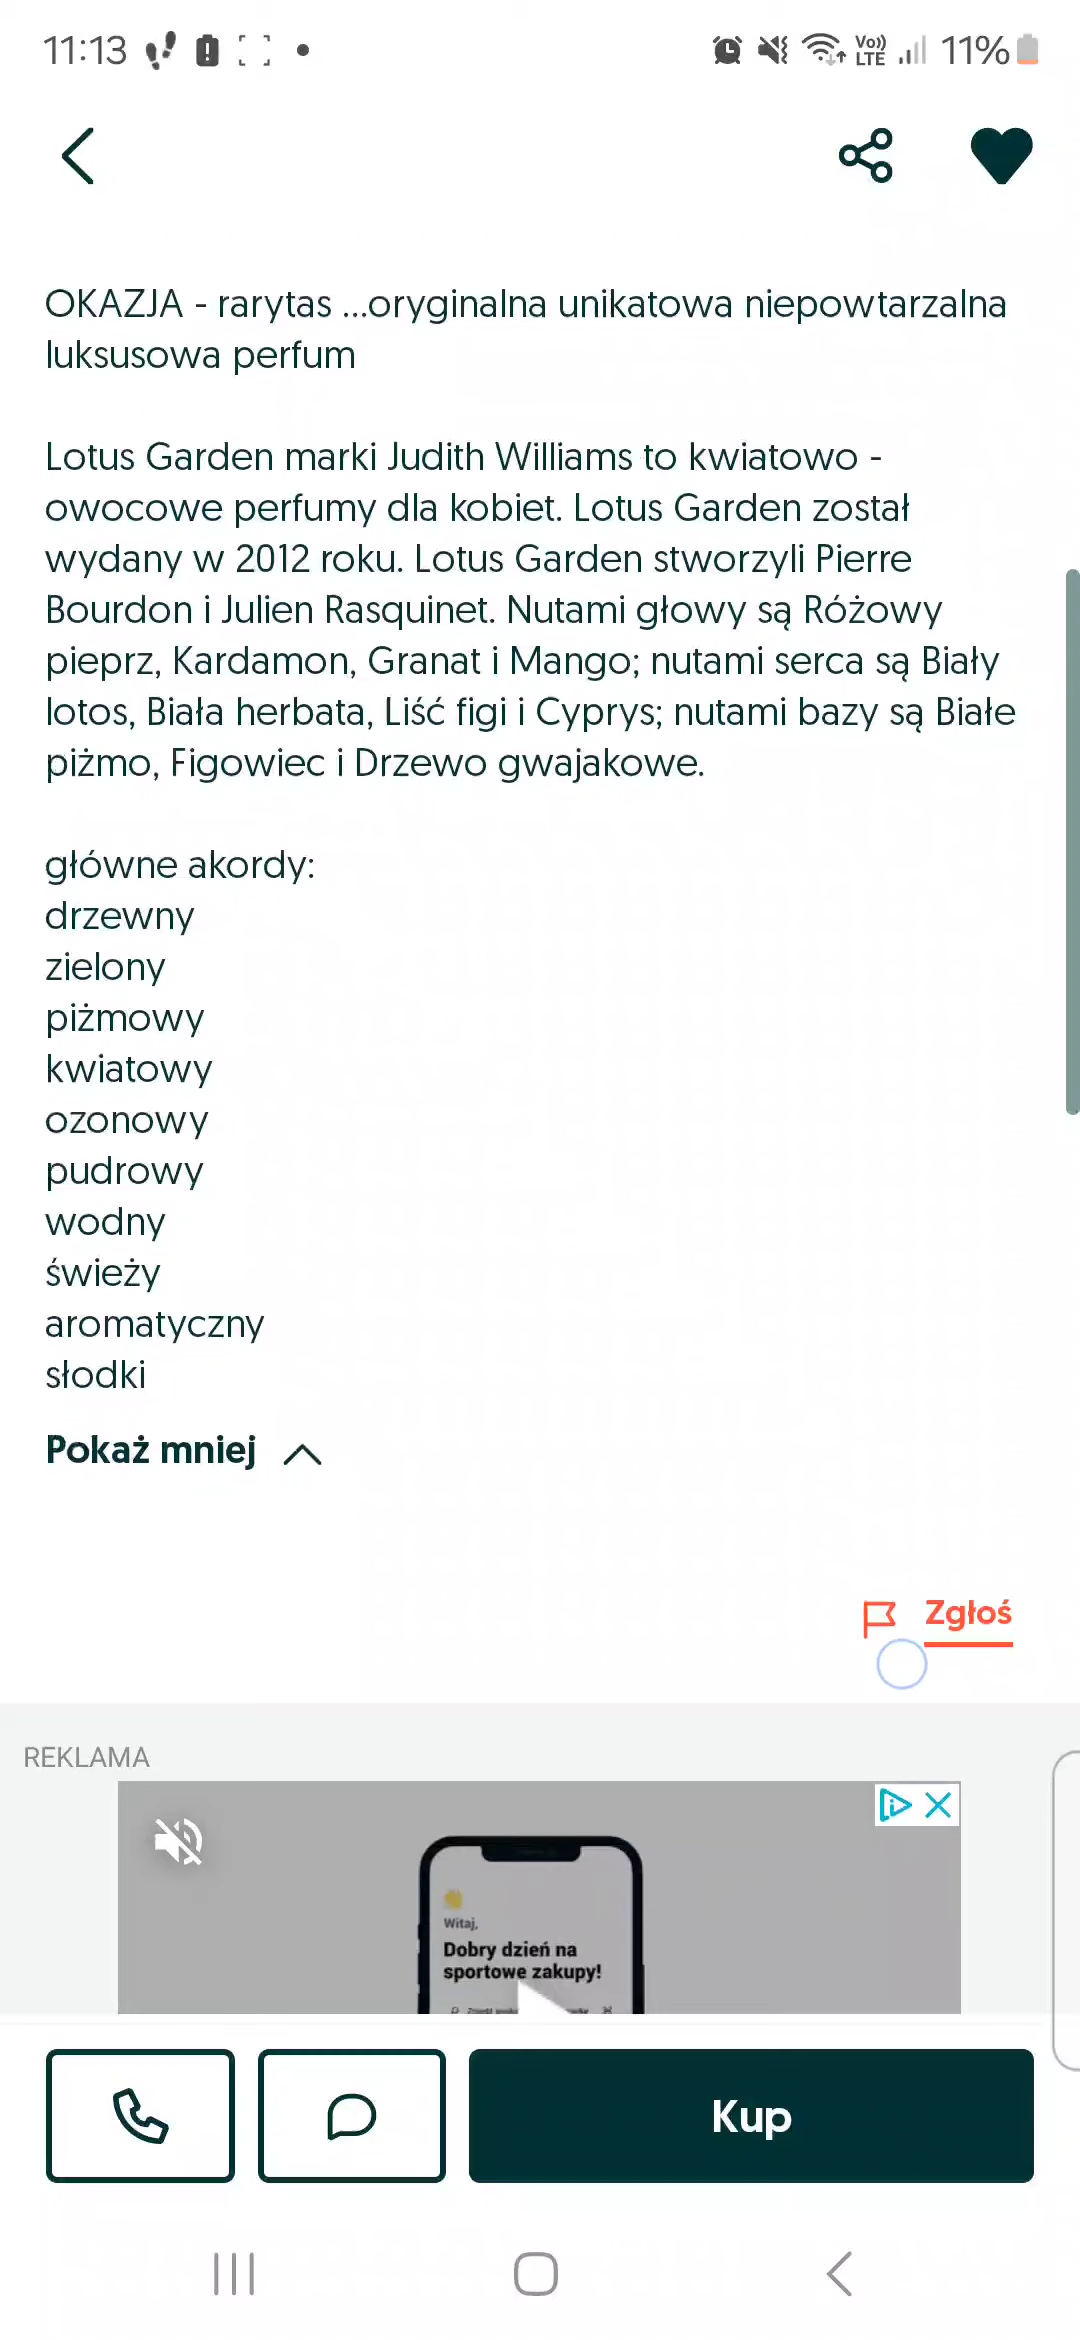 11:13
Vo)) LTE 11%
OKAZJA - rarytas ...oryginalna unikatowa niepowtarzalna
luksusowa perfum
Lotus Garden marki Judith Williams to kwiatowo -
owocowe perfumy dla kobiet. Lotus Garden został
wydany w 2012 roku. Lotus Garden stworzyli Pierre
Bourdon i Julien Rasquinet. Nutami głowy są Różowy
pieprz, Kardamon, Granat i Mango; nutami serca są Biały
lotos, Biała herbata, Liść figi i Cyprys; nutami bazy są Białe
piżmo, Figowiec i Drzewo gwajakowe.
główne akordy:
drzewny
zielony
piżmowy
kwiatowy
ozonowy
pudrowy
wodny
świeży
aromatyczny
słodki
Pokaż mniej
Zgłoś
REKLAMA
Witaj,
Dobry dzień na
sportowe zakupy!
Kup